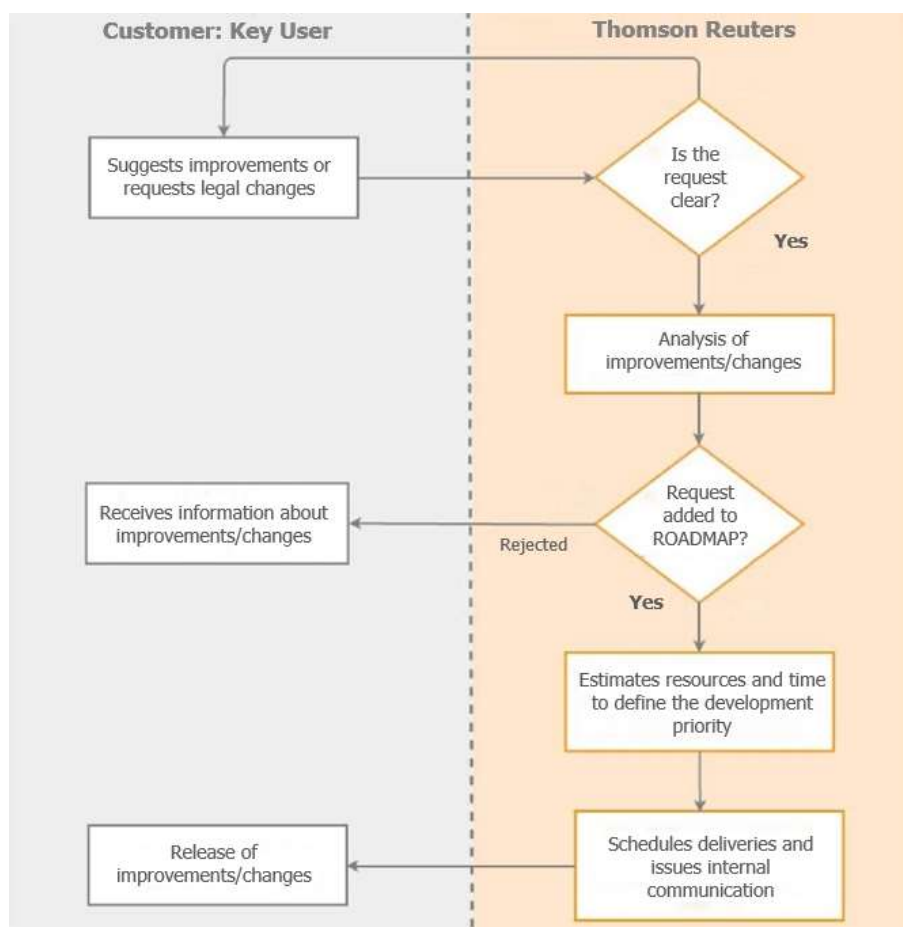 Customer: Key User
Thomson Reuters
Suggests improvements or
requests legal changes
Is the
request
clear?
Yes
Analysis of
improvements/changes
Receives information about
improvements/changes
Rejected
Request
added to
ROADMAP?
Yes
Estimates resources and time
to define the development
priority
Release of
improvements/changes
Schedules deliveries and
issues internal
communication